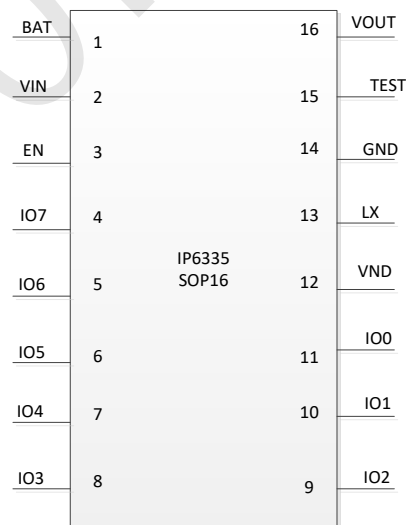 BAT 1 16 VOUT
VIN 2 15 TEST
EN 3 14 GND
IO7 4 13 LX
IP6335
SOP16
IO6 5 12 VND
IO5 6 11 IO0
IO4 7 10 IO1
IO3 8 9 IO2